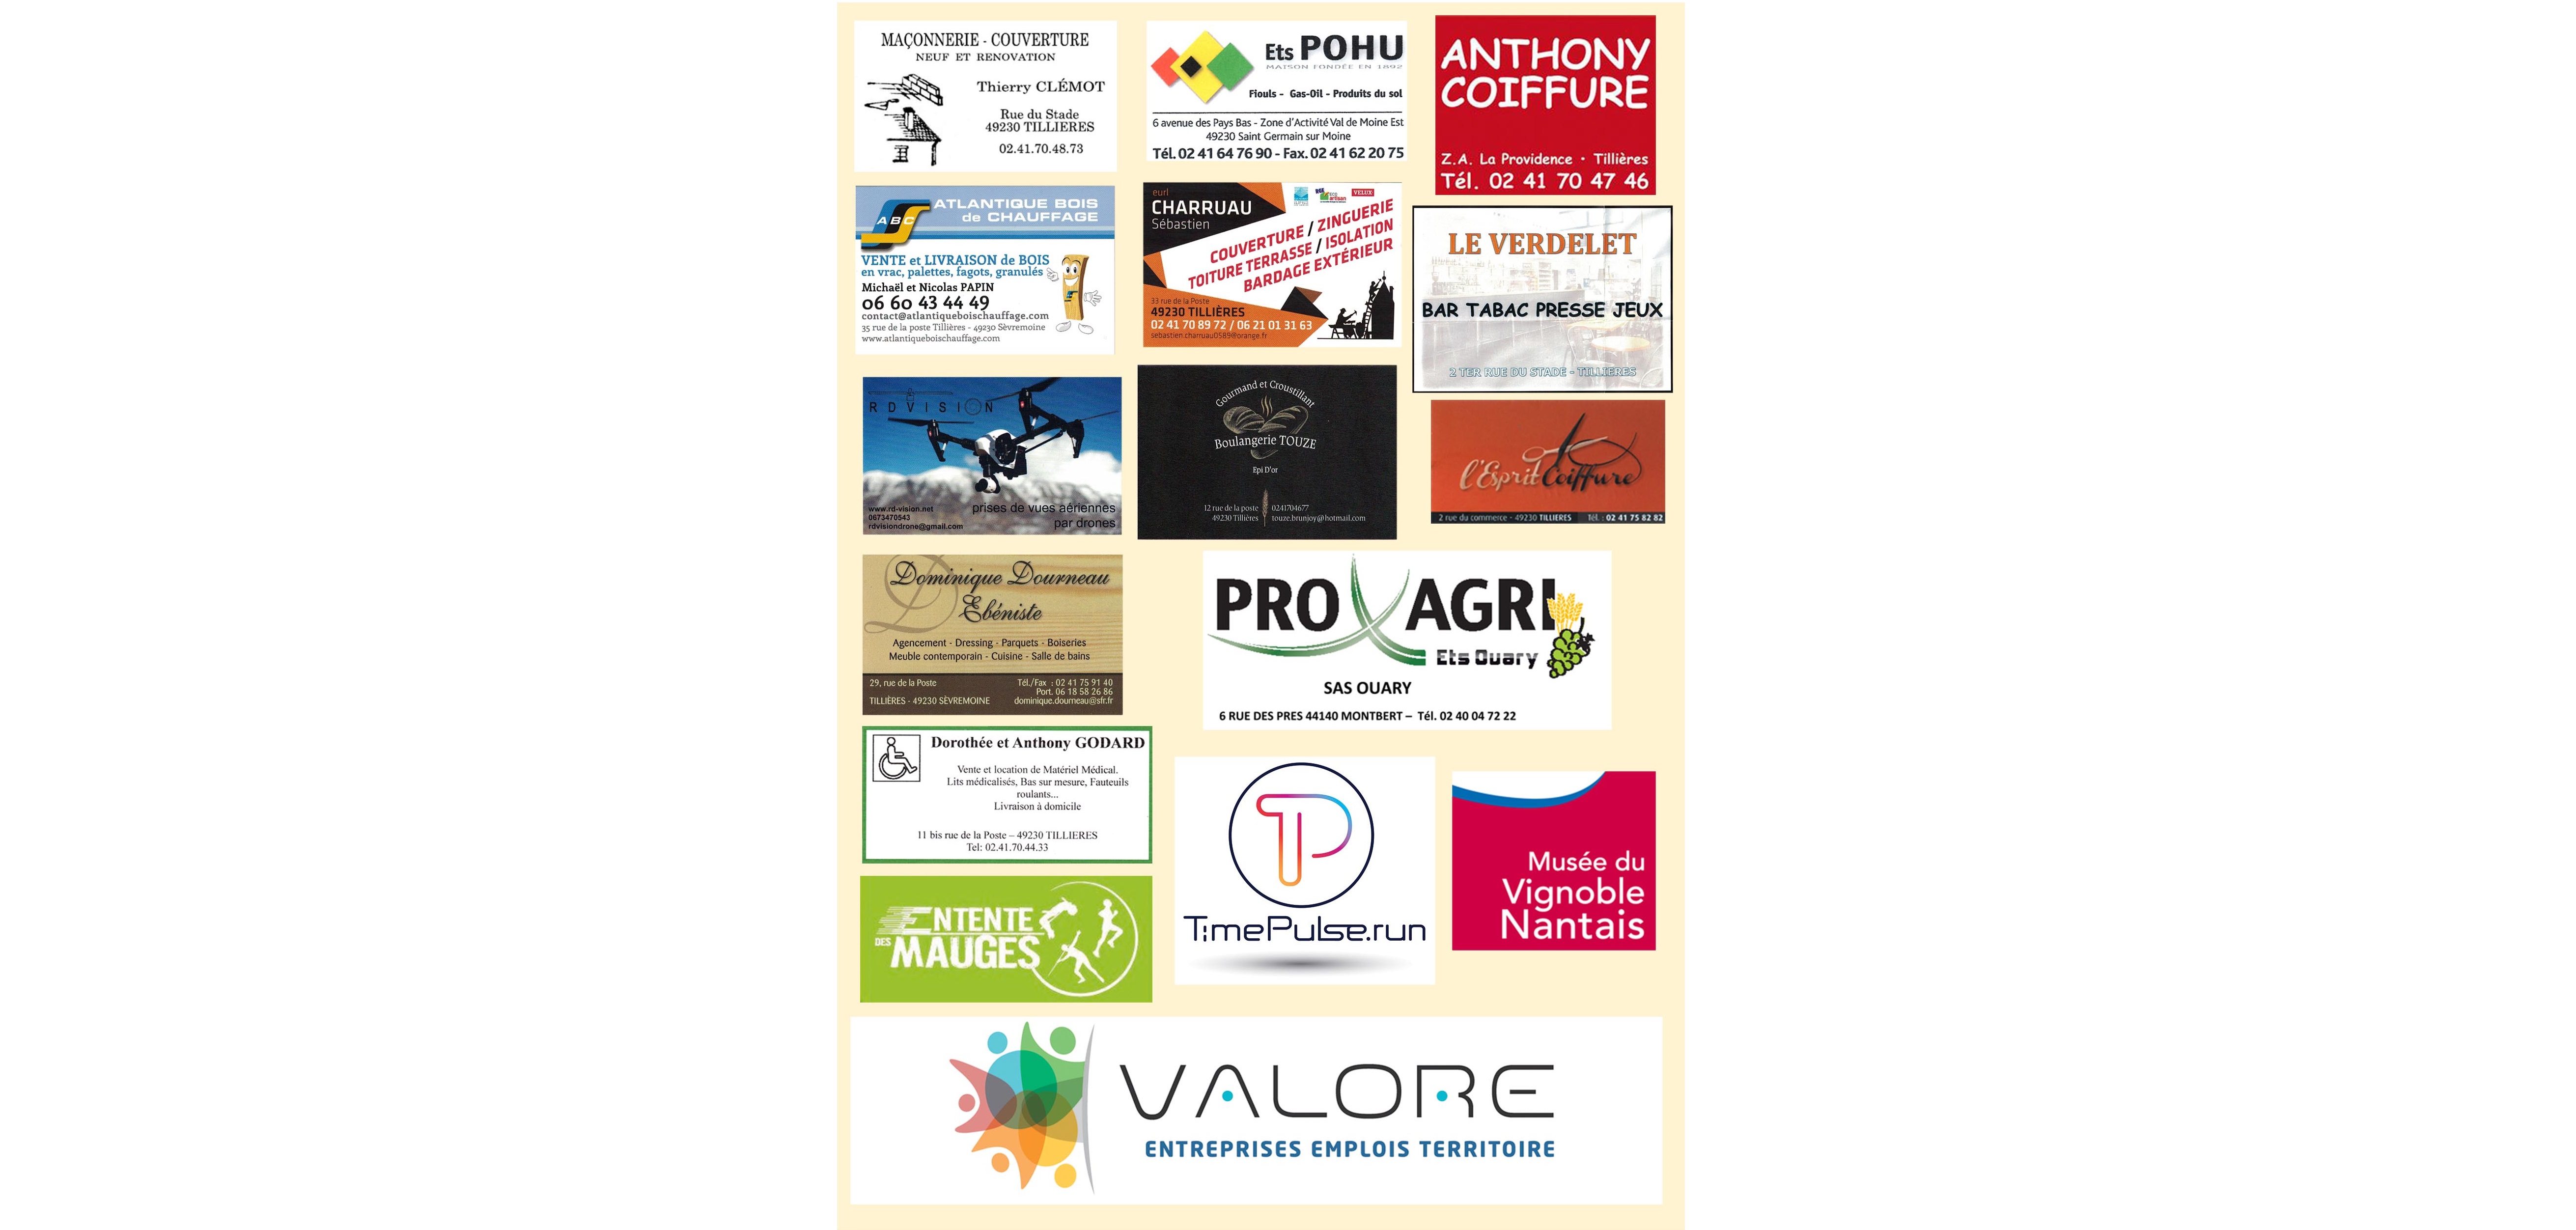 MAÇONNERIE - COUVERTURE
NEUF ET RENOVATION
Thierry CLÉMOT
Rue du Stade
49230 TILLIERES
02.41.70.48.73
Ets POHU
MAISON FONDÉE EN 1892
Fiouls - Gas-Oil - Produits du sol
6 avenue des Pays Bas - Zone d'Activité Val de Moine Est
49230 Saint Germain sur Moine
Tél. 02 41 64 76 90 - Fax. 02 41 62 20 75
ANTHONY
COIFFURE
Z.A. La Providence • Tillières
Tél. 02 41 70 47 46
ABC
ATLANTIQUE BOIS
de CHAUFFAGE
VENTE et LIVRAISON de BOIS
en vrac, palettes, fagots, granulés
Michaël et Nicolas PAPIN
06 60 43 44 49
contact@atlantiqueboischauffage.com
35 rue de la poste Tillières - 49230 Sèvremoine
www.atlantiqueboischauffage.com
eurl
CHARRUAU
Sébastien
VELUX
COUVERTURE / ZINGUERIE
TOITURE TERRASSE / ISOLATION
BARDAGE EXTÉRIEUR
33 rue de la Poste
49230 TILLIÈRES
02 41 70 89 72 / 06 21 01 31 63
sebastien.charruau0589@orange.fr
LE VERDELET
BAR TABAC PRESSE JEUX
2 TER RUE DU STADE - TILLIERES
RDVISION
www.rd-vision.net
0673470543
rdvisiondrone@gmail.com
prises de vues aériennes
par drones
Gourmand et Croustillant
Boulangerie TOUZE
Epi D'or
12 rue de la poste
49230 Tillières
0241704677
touze.brunjoy@hotmail.com
l'Esprit Coiffure
2 rue du commerce - 49230 TILLIERES Tél. : 02 41 75 82 82
Dominique Dourneau
Ebéniste
Agencement - Dressing - Parquets - Boiseries
Meuble contemporain - Cuisine - Salle de bains
29, rue de la Poste
TILLIÈRES - 49230 SÈVREMOINE
Tél./Fax : 02 41 75 91 40
Port. 06 18 58 26 86
dominique.dourneau@sfr.fr
PRO AGRI
Ets Ouary
SAS OUARY
6 RUE DES PRES 44140 MONTBERT – Tél. 02 40 04 72 22
Dorothée et Anthony GODARD
Vente et location de Matériel Médical.
Lits médicalisés, Bas sur mesure, Fauteuils
roulants...
Livraison à domicile
11 bis rue de la Poste – 49230 TILLIERES
Tel: 02.41.70.44.33
TimePulse.run
Musée du
Vignoble
Nantais
ENTENTE
DES MAUGES
VALORE
ENTREPRISES EMPLOIS TERRITOIRE